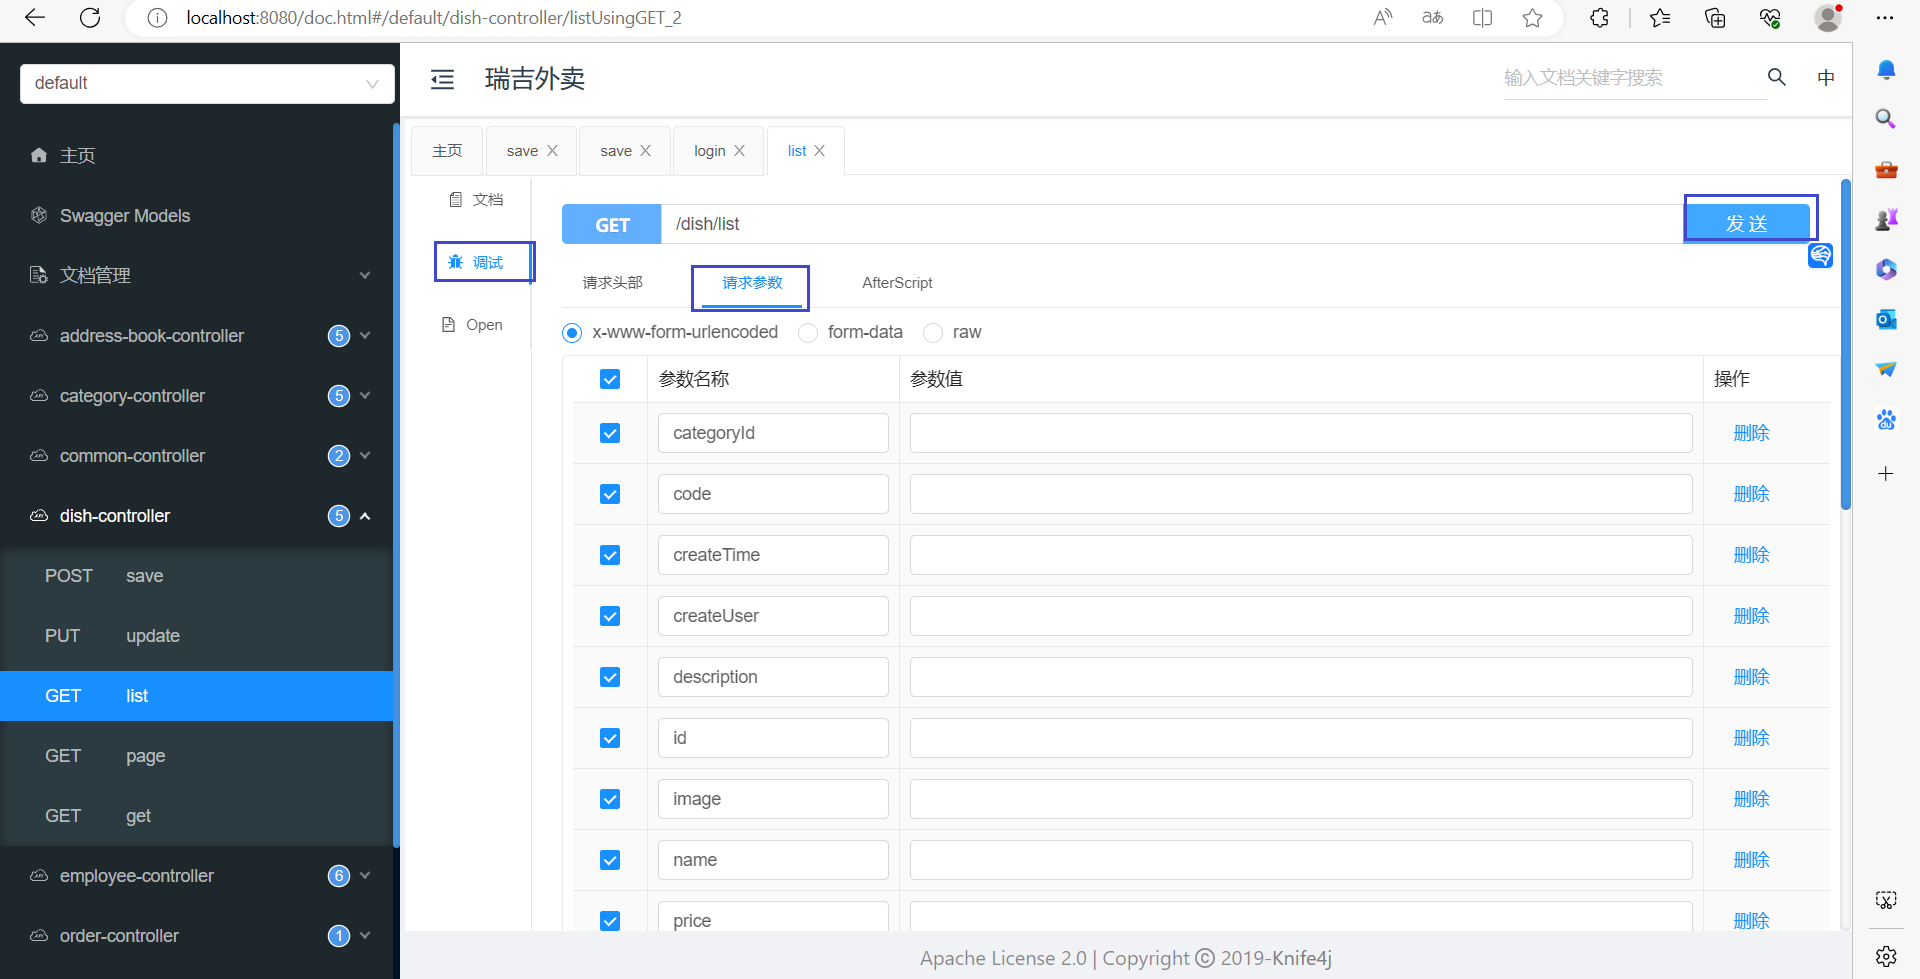 localhost:8080/doc.html#/default/dish-controller/listUsingGET_2
default
瑞吉外卖
输入文档关键字搜索
中
主页
Swagger Models
文档管理
address-book-controller 5
category-controller 5
common-controller 2
dish-controller 5
POST save
PUT update
GET list
GET page
GET get
employee-controller 6
order-controller 1
主页 save save login list
文档
调试
Open
GET /dish/list 发 送
请求头部 请求参数 AfterScript
x-www-form-urlencoded form-data raw
参数名称 参数值 操作
categoryId 删除
code 删除
createTime 删除
createUser 删除
description 删除
id 删除
image 删除
name 删除
price 删除
Apache License 2.0 | Copyright © 2019-Knife4j